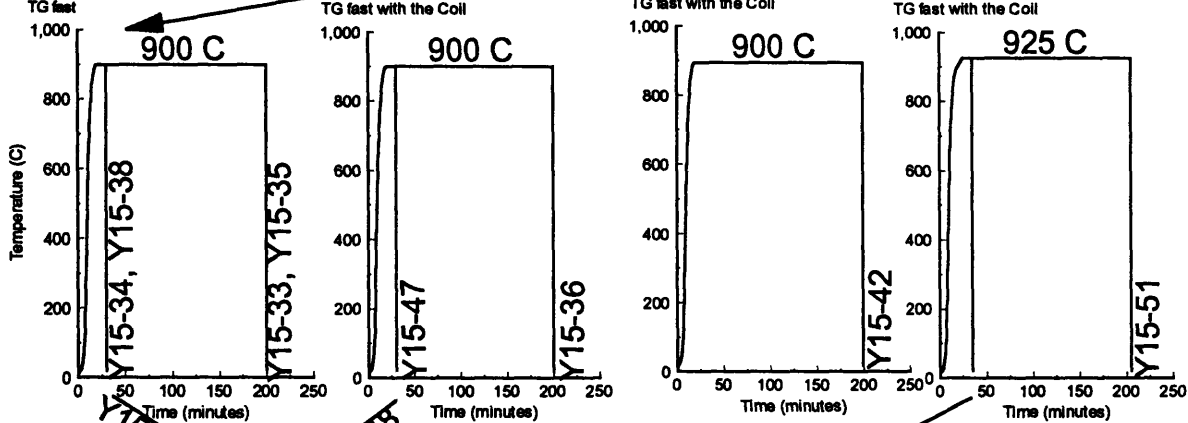 TG fast
TG fast with the Coil
TG fast with the Coil
TG fast with the Coil
1,000
800
600
400
200
0
Temperature (C)
900 C
Y15-34, Y15-38
Y15-33, Y15-35
0 50 100 150 200 250
Time (minutes)
1,000
800
600
400
200
0
900 C
Y15-47
Y15-36
0 50 100 150 200 250
Time (minutes)
1,000
800
600
400
200
0
900 C
Y15-42
0 50 100 150 200 250
Time (minutes)
1,000
800
600
400
200
0
925 C
Y15-51
0 50 100 150 200 250
Time (minutes)